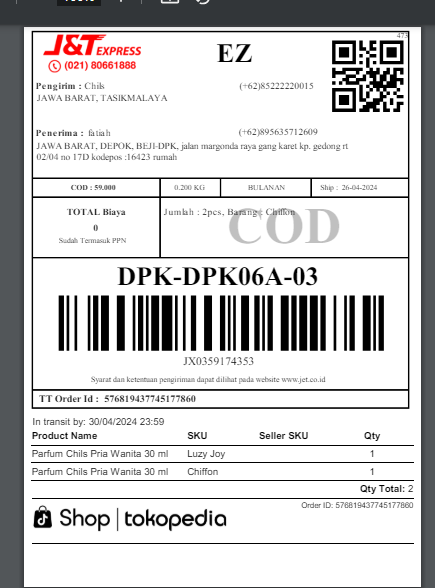 475
J&T EXPRESS
(021) 80661888
EZ
Pengirim : Chils (+62)85222220015
JAWA BARAT, TASIKMALAYA
Penerima : fatiah (+62)895635712609
JAWA BARAT, DEPOK, BEJI-DPK, jalan margonda raya gang karet kp. gedong rt
02/04 no 17D kodepos :16423 rumah
COD : 59.000 0.200 KG BULANAN Ship : 26-04-2024
TOTAL Biaya
0
Sudah Termasuk PPN
Jumlah : 2pcs, Barang : Chiffon
COD
DPK-DPK06A-03
JX0359174353
Syarat dan ketentuan pengiriman dapat dilihat pada website www.jet.co.id
TT Order Id : 576819437745177860
In transit by: 30/04/2024 23:59
Product Name SKU Seller SKU Qty
Parfum Chils Pria Wanita 30 ml Luzy Joy 1
Parfum Chils Pria Wanita 30 ml Chiffon 1
Qty Total: 2
Order ID: 576819437745177860
Shop | tokopedia